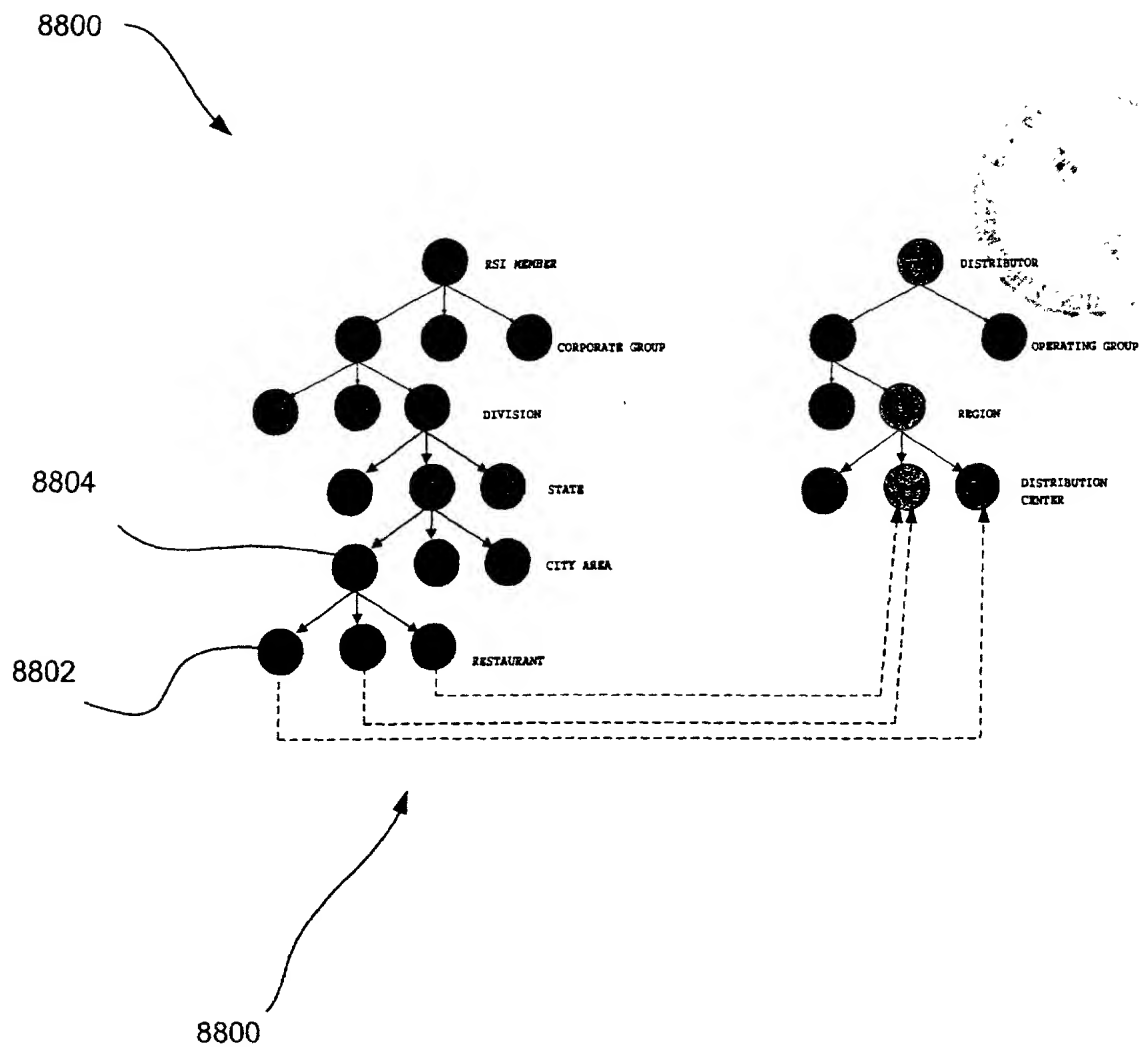 8800
RSI MEMBER
DISTRIBUTOR
CORPORATE GROUP
OPERATING GROUP
DIVISION
REGION
8804
STATE
DISTRIBUTION
CENTER
CITY AREA
8802
RESTAURANT
8800